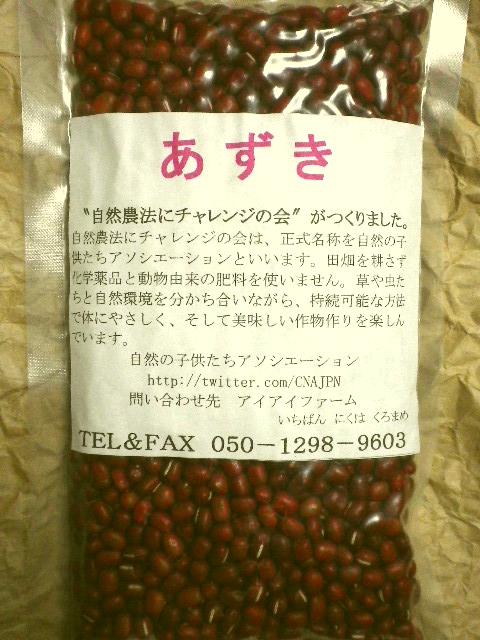 あずき
〝自然農法にチャレンジの会〟がつくりました。
自然農法にチャレンジの会は、正式名称を自然の子
供たちアソシエーションといいます。田畑を耕さず
化学薬品と動物由来の肥料を使いません。草や虫た
ちと自然環境を分かち合いながら、持続可能な方法
で体にやさしく、そして美味しい作物作りを楽しん
でいます。
自然の子供たちアソシエーション
http://twitter.com/CNAJPN
問い合わせ先　アイアイファーム
いちばん にくは くろまめ
TEL＆FAX 050－1298－9603